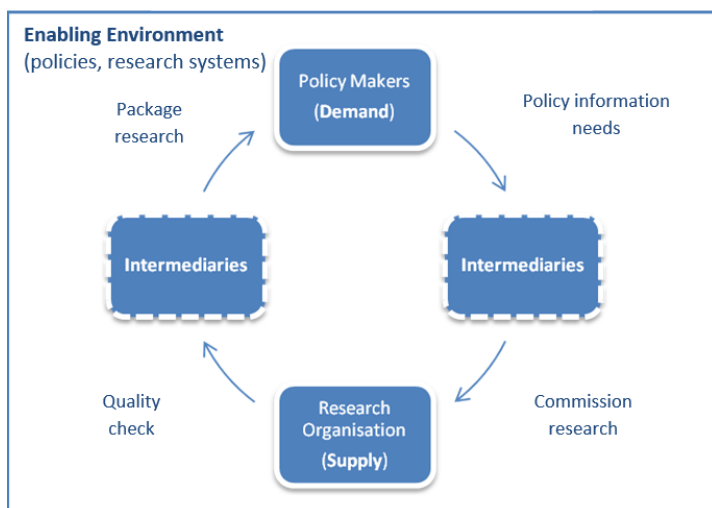 Enabling Environment
(policies, research systems)
Policy Makers
(Demand)
Package
research
Policy information
needs
Intermediaries
Intermediaries
Quality
check
Research
Organisation
(Supply)
Commission
research